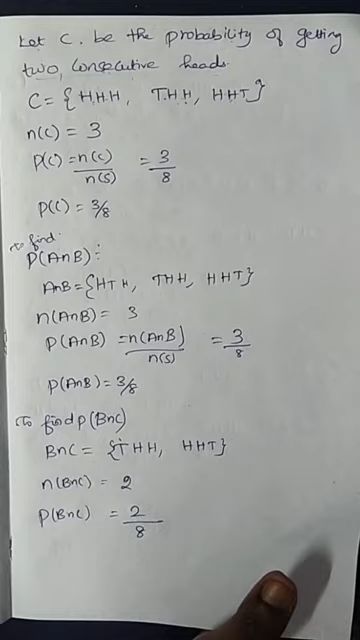 Let C. be the probability of getting
two, consecutive heads.
C = {HHH, THH, HHT}
n(C) = 3
P(C) = n(C)/n(S) = 3/8
P(C) = 3/8
To find:
P(A∩B):
A∩B = {HTH, THH, HHT}
n(A∩B) = 3
P(A∩B) = n(A∩B)/n(S) = 3/8
P(A∩B) = 3/8
To find P(B∩C)
B∩C = {THH, HHT}
n(B∩C) = 2
P(B∩C) = 2/8